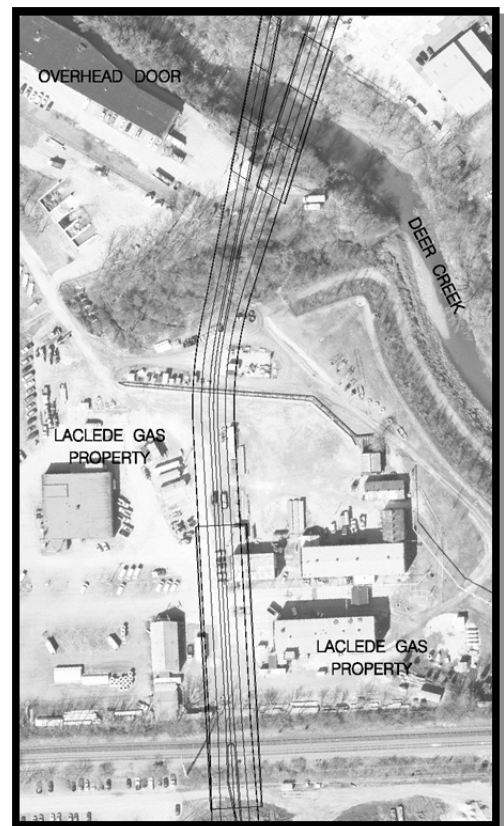 OVERHEAD DOOR
DEER CREEK
LACLEDE GAS
PROPERTY
LACLEDE GAS
PROPERTY